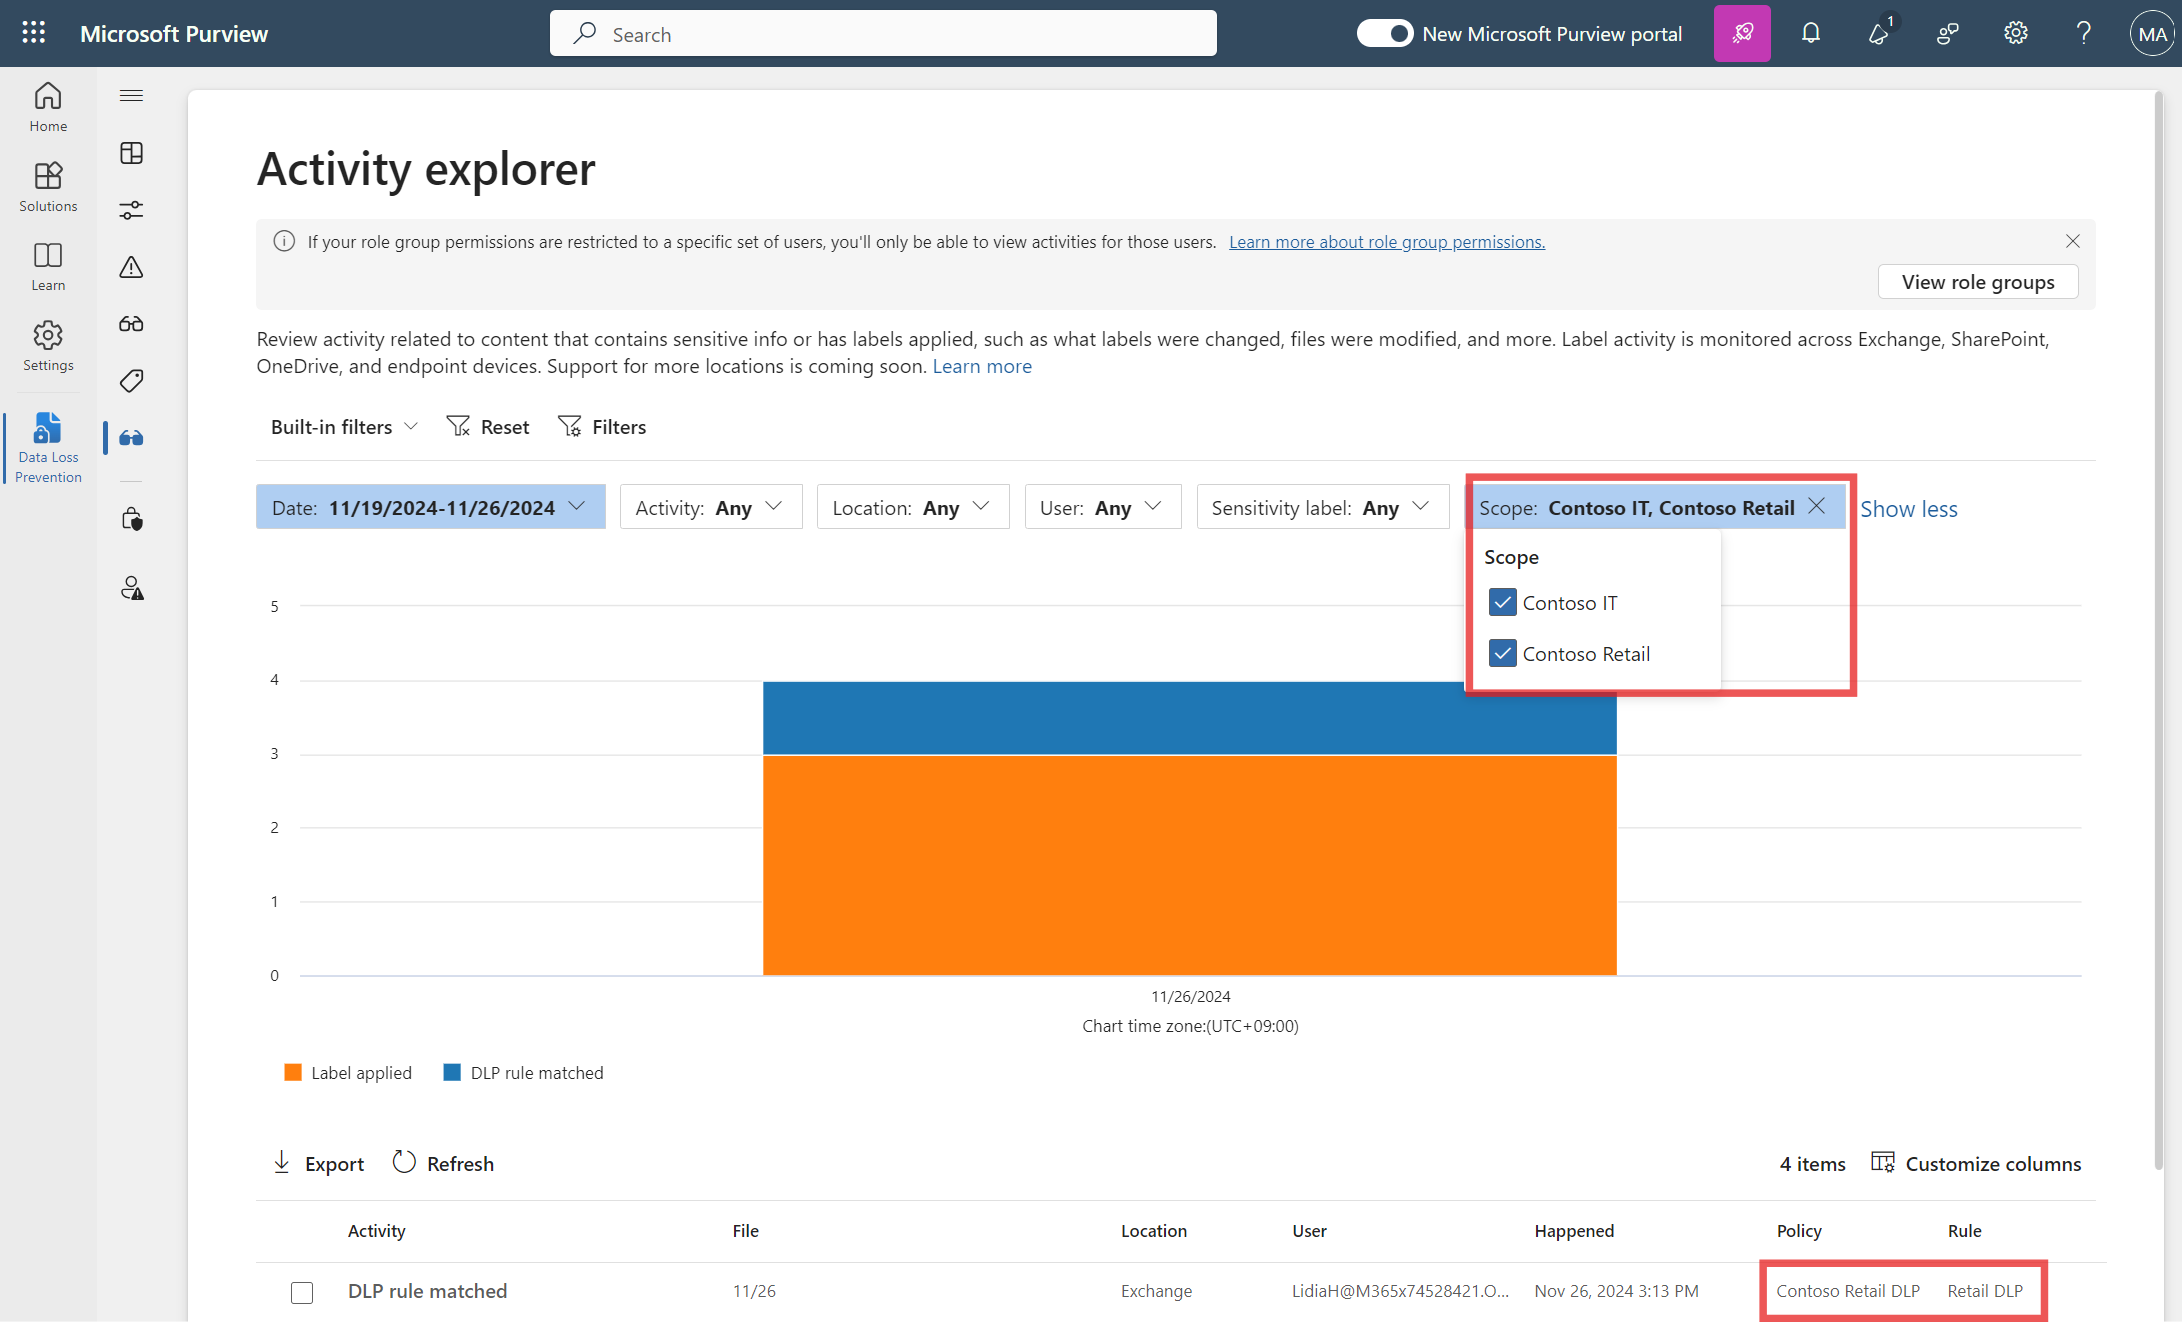 Microsoft Purview
Search
New Microsoft Purview portal
1
MA
Home
Solutions
Learn
Settings
Data Loss
Prevention
Activity explorer
If your role group permissions are restricted to a specific set of users, you'll only be able to view activities for those users. Learn more about role group permissions.
View role groups
Review activity related to content that contains sensitive info or has labels applied, such as what labels were changed, files were modified, and more. Label activity is monitored across Exchange, SharePoint,
OneDrive, and endpoint devices. Support for more locations is coming soon. Learn more
Built-in filters
Reset
Filters
Date: 11/19/2024-11/26/2024
Activity: Any
Location: Any
User: Any
Sensitivity label: Any
Scope: Contoso IT, Contoso Retail
Show less
Scope
Contoso IT
Contoso Retail
5
4
3
2
1
0
11/26/2024
Chart time zone:(UTC+09:00)
Label applied
DLP rule matched
Export
Refresh
4 items
Customize columns
Activity File Location User Happened Policy Rule
DLP rule matched 11/26 Exchange LidiaH@M365x74528421.O... Nov 26, 2024 3:13 PM Contoso Retail DLP Retail DLP